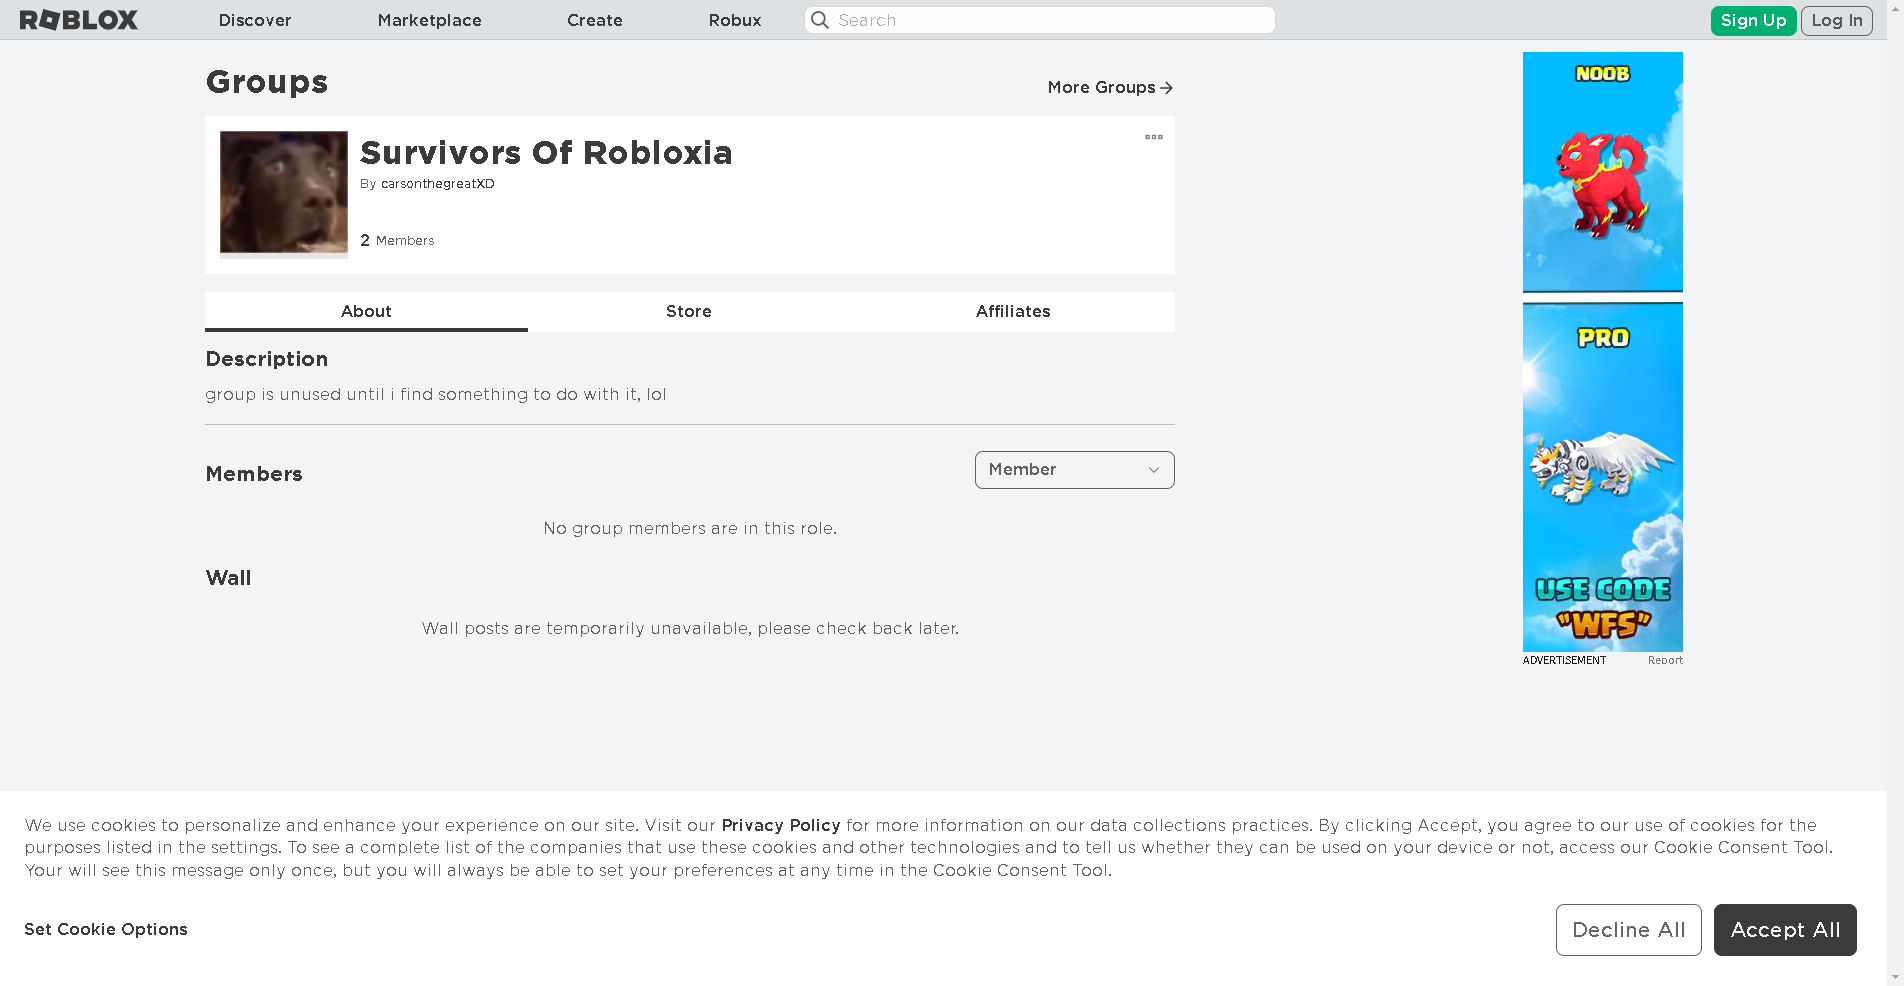 ROBLOX
Discover
Marketplace
Create
Robux
Search
Sign Up
Log In
Groups
More Groups
Survivors Of Robloxia
By carsonthegreatXD
2 Members
About
Store
Affiliates
Description
group is unused until i find something to do with it, lol
Members
Member
No group members are in this role.
Wall
Wall posts are temporarily unavailable, please check back later.
NOOB
PRO
USE CODE
"WFS"
ADVERTISEMENT
Report
We use cookies to personalize and enhance your experience on our site. Visit our Privacy Policy for more information on our data collections practices. By clicking Accept, you agree to our use of cookies for the
purposes listed in the settings. To see a complete list of the companies that use these cookies and other technologies and to tell us whether they can be used on your device or not, access our Cookie Consent Tool.
Your will see this message only once, but you will always be able to set your preferences at any time in the Cookie Consent Tool.
Set Cookie Options
Decline All
Accept All